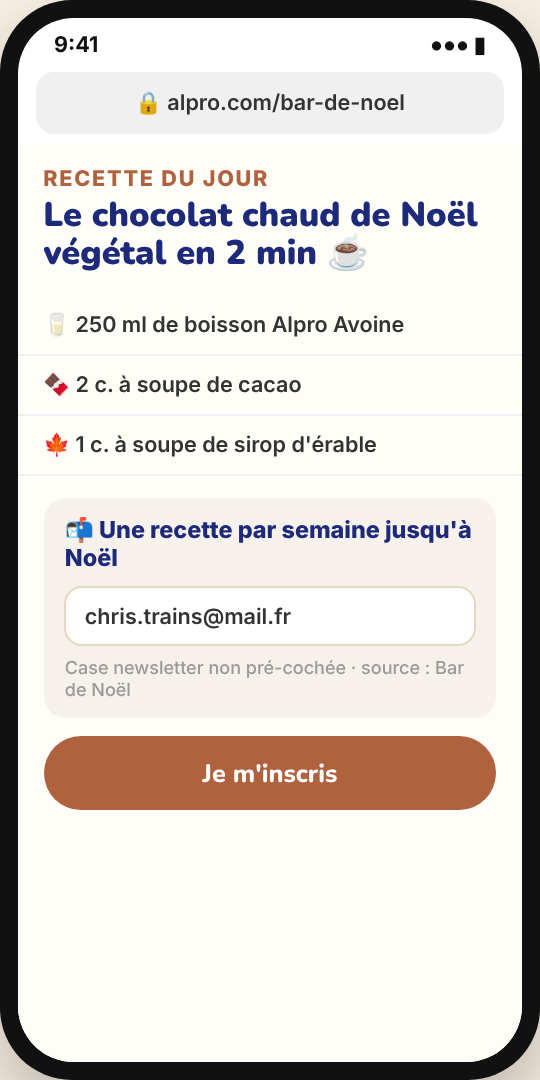 9:41
alpro.com/bar-de-noel
RECETTE DU JOUR
Le chocolat chaud de Noël
végétal en 2 min ☕
🥛 250 ml de boisson Alpro Avoine
🍫 2 c. à soupe de cacao
🍁 1 c. à soupe de sirop d'érable
📬 Une recette par semaine jusqu'à
Noël
chris.trains@mail.fr
Case newsletter non pré-cochée · source : Bar
de Noël
Je m'inscris